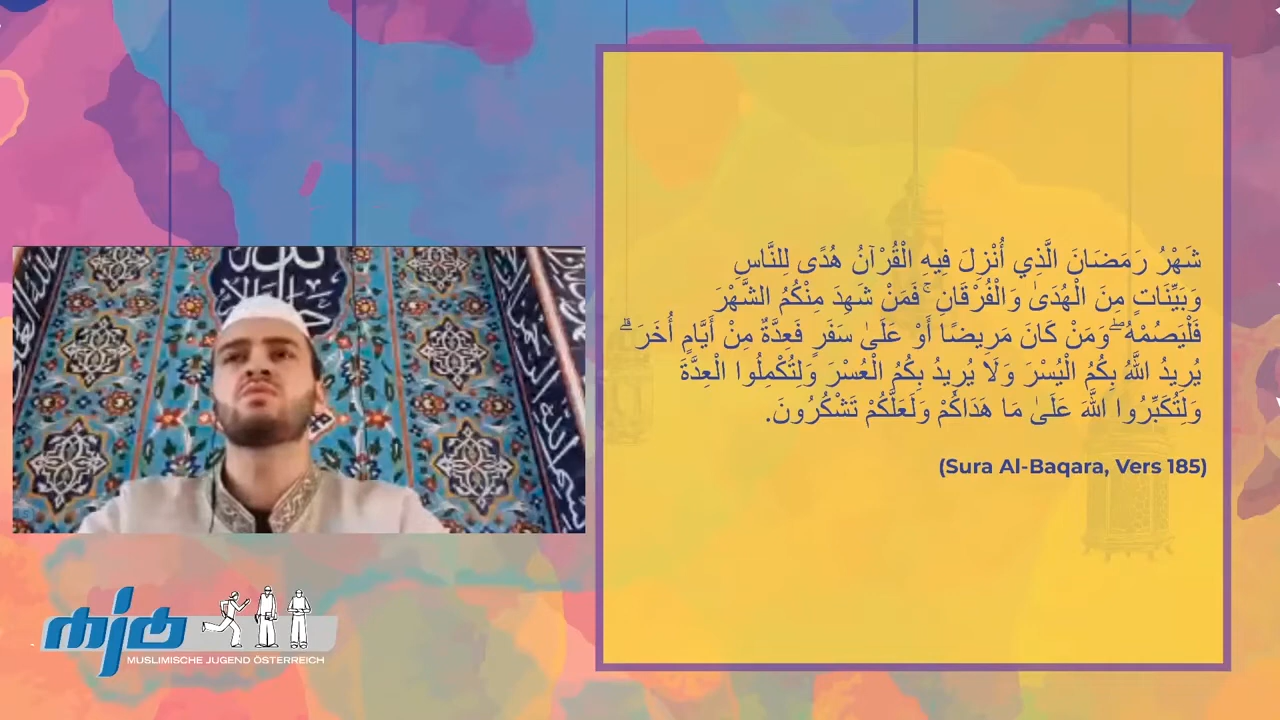 شَهْرُ رَمَضَانَ الَّذِي أُنْزِلَ فِيهِ الْقُرْآنُ هُدًى لِلنَّاسِ
وَبَيِّنَاتٍ مِنَ الْهُدَىٰ وَالْفُرْقَانِ ۚ فَمَنْ شَهِدَ مِنْكُمُ الشَّهْرَ
فَلْيَصُمْهُ ۖ وَمَنْ كَانَ مَرِيضًا أَوْ عَلَىٰ سَفَرٍ فَعِدَّةٌ مِنْ أَيَّامٍ أُخَرَ ۗ
يُرِيدُ اللَّهُ بِكُمُ الْيُسْرَ وَلَا يُرِيدُ بِكُمُ الْعُسْرَ وَلِتُكْمِلُوا الْعِدَّةَ
وَلِتُكَبِّرُوا اللَّهَ عَلَىٰ مَا هَدَاكُمْ وَلَعَلَّكُمْ تَشْكُرُونَ.
(Sura Al-Baqara, Vers 185)
mjö
MUSLIMISCHE JUGEND ÖSTERREICH